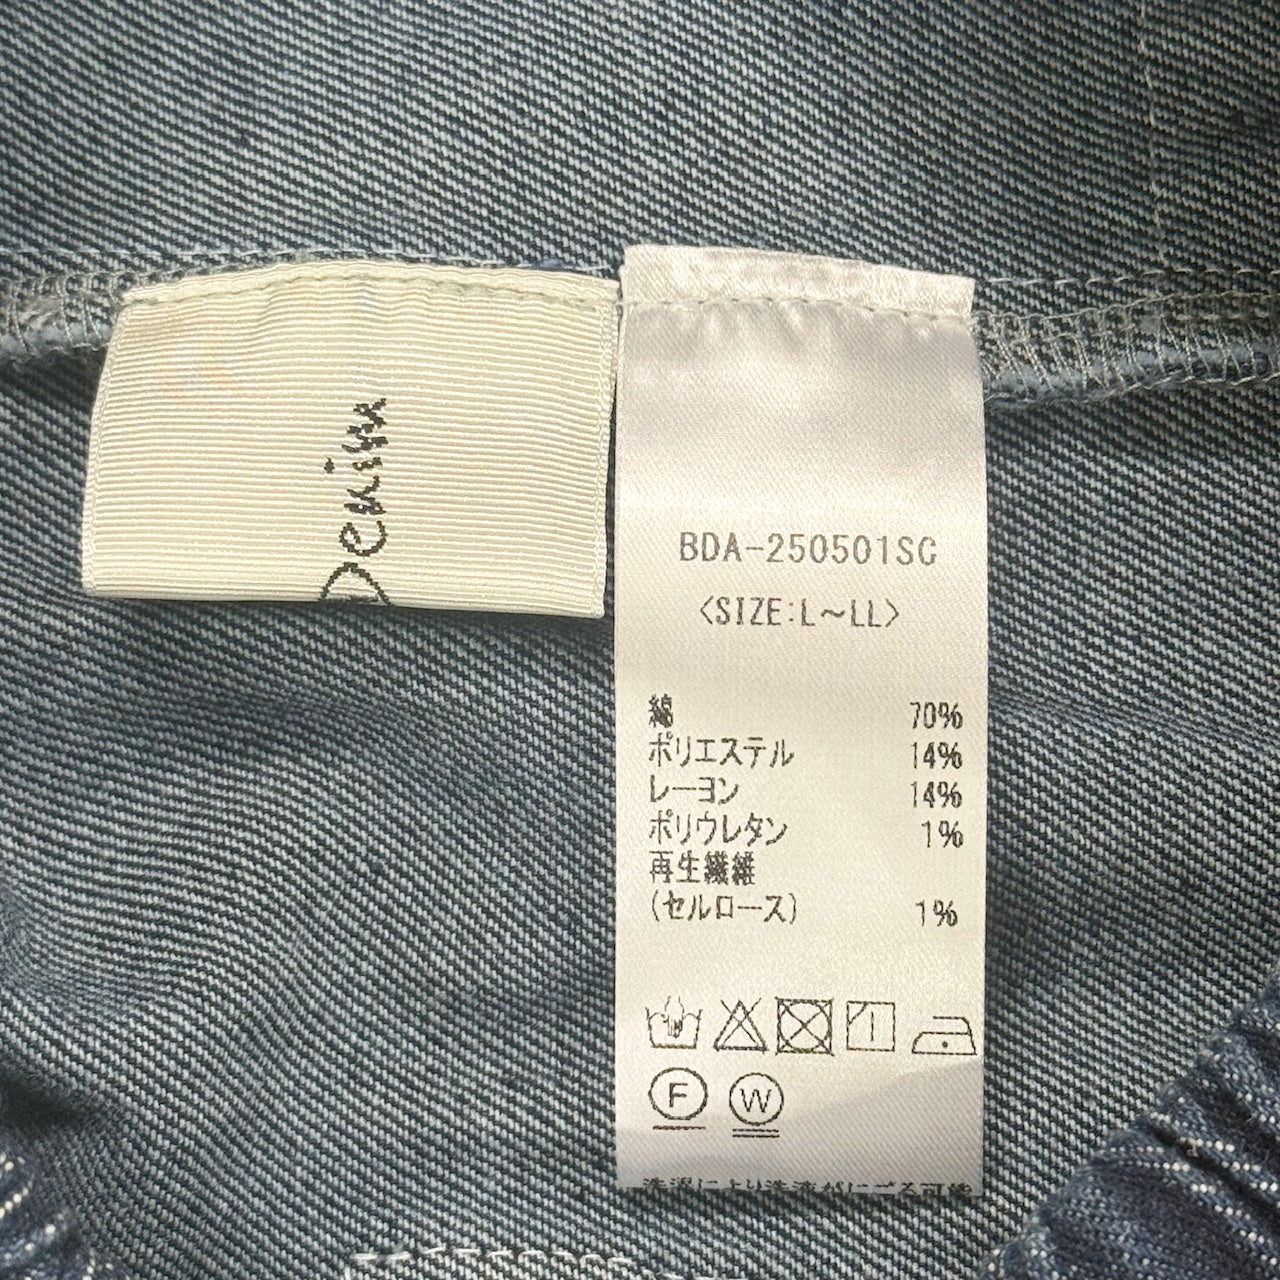 Denim
BDA-250501SG
〈SIZE:L～LL〉
綿 70%
ポリエステル 14%
レーヨン 14%
ポリウレタン 1%
再生繊維
(セルロース) 1%
F W